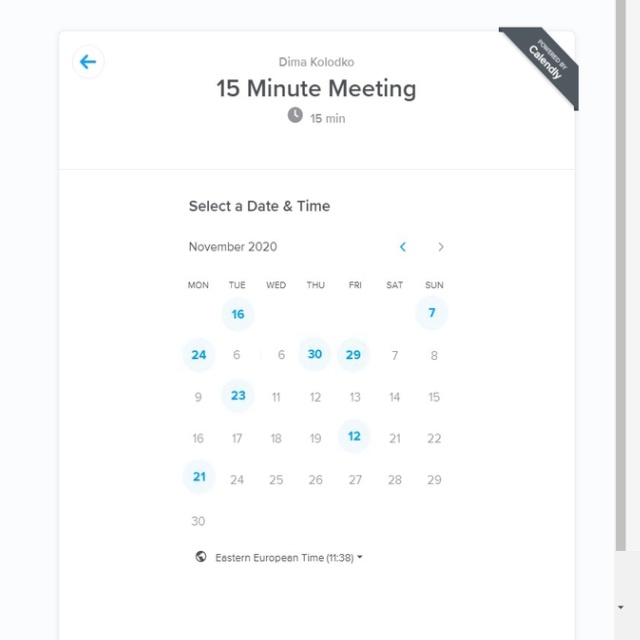 Dima Kolodko
POWERED BY
Calendly
15 Minute Meeting
15 min
Select a Date & Time
November 2020
MON TUE WED THU FRI SAT SUN
16 7
24 6 6 30 29 7 8
9 23 11 12 13 14 15
16 17 18 19 12 21 22
21 24 25 26 27 28 29
30
Eastern European Time (11:38)